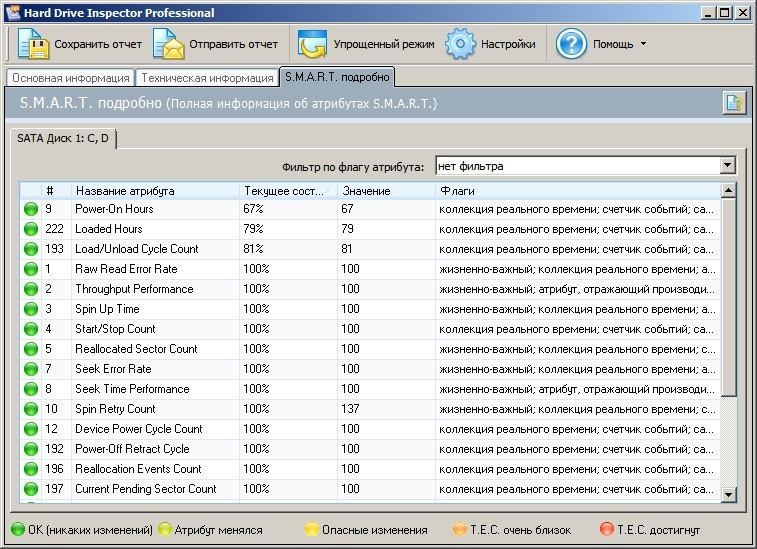 Hard Drive Inspector Professional
Сохранить отчет Отправить отчет Упрощенный режим Настройки Помощь
Основная информация Техническая информация S.M.A.R.T. подробно
S.M.A.R.T. подробно (Полная информация об атрибутах S.M.A.R.T.)
SATA Диск 1: C, D
Фильтр по флагу атрибута: нет фильтра
# Название атрибута Текущее сост... Значение Флаги
9 Power-On Hours 67% 67 коллекция реального времени; счетчик событий; са...
222 Loaded Hours 79% 79 коллекция реального времени; счетчик событий; са...
193 Load/Unload Cycle Count 81% 81 коллекция реального времени; счетчик событий; са...
1 Raw Read Error Rate 100% 100 жизненно-важный; коллекция реального времени; а...
2 Throughput Performance 100% 100 жизненно-важный; атрибут, отражающий производи...
3 Spin Up Time 100% 100 жизненно-важный; коллекция реального времени; а...
4 Start/Stop Count 100% 100 коллекция реального времени; счетчик событий; са...
5 Reallocated Sector Count 100% 100 жизненно-важный; коллекция реального времени; с...
7 Seek Error Rate 100% 100 жизненно-важный; коллекция реального времени; а...
8 Seek Time Performance 100% 100 жизненно-важный; атрибут, отражающий производи...
10 Spin Retry Count 100% 137 жизненно-важный; коллекция реального времени; с...
12 Device Power Cycle Count 100% 100 коллекция реального времени; счетчик событий; са...
192 Power-Off Retract Cycle 100% 100 коллекция реального времени; счетчик событий; са...
196 Reallocation Events Count 100% 100 коллекция реального времени; счетчик событий; са...
197 Current Pending Sector Count 100% 100 коллекция реального времени; счетчик событий; са...
OK (никаких изменений) Атрибут менялся Опасные изменения T.E.C. очень близок T.E.C. достигнут